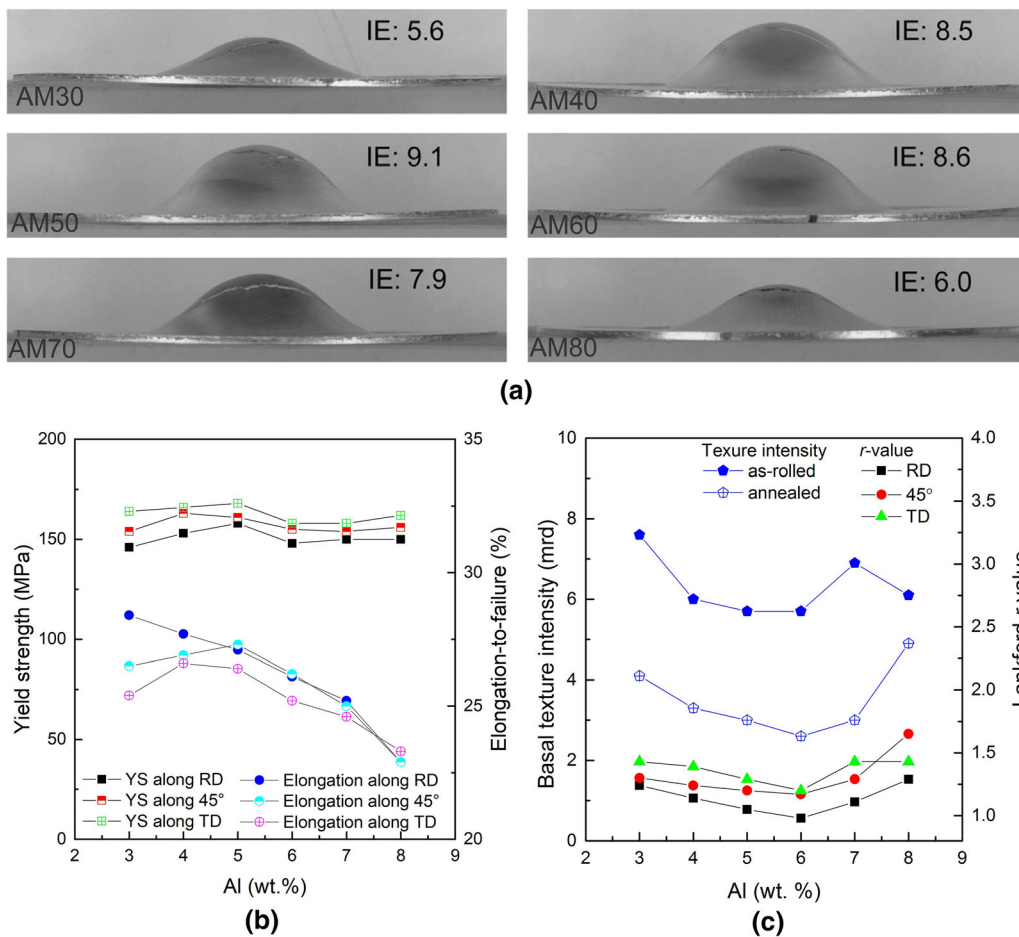 IE: 5.6
AM30
IE: 8.5
AM40
IE: 9.1
AM50
IE: 8.6
AM60
IE: 7.9
AM70
IE: 6.0
AM80
(a)
200
150
100
50
0
Yield strength (MPa)
35
30
25
20
Elongation-to-failure (%)
YS along RD
YS along 45°
YS along TD
Elongation along RD
Elongation along 45°
Elongation along TD
2 3 4 5 6 7 8 9
Al (wt.%)
(b)
10
8
6
4
2
0
Basal texture intensity (mrd)
Texure intensity
as-rolled
annealed
r-value
RD
45°
TD
4.0
3.5
3.0
2.5
2.0
1.5
1.0
2 3 4 5 6 7 8 9
Al (wt. %)
(c)